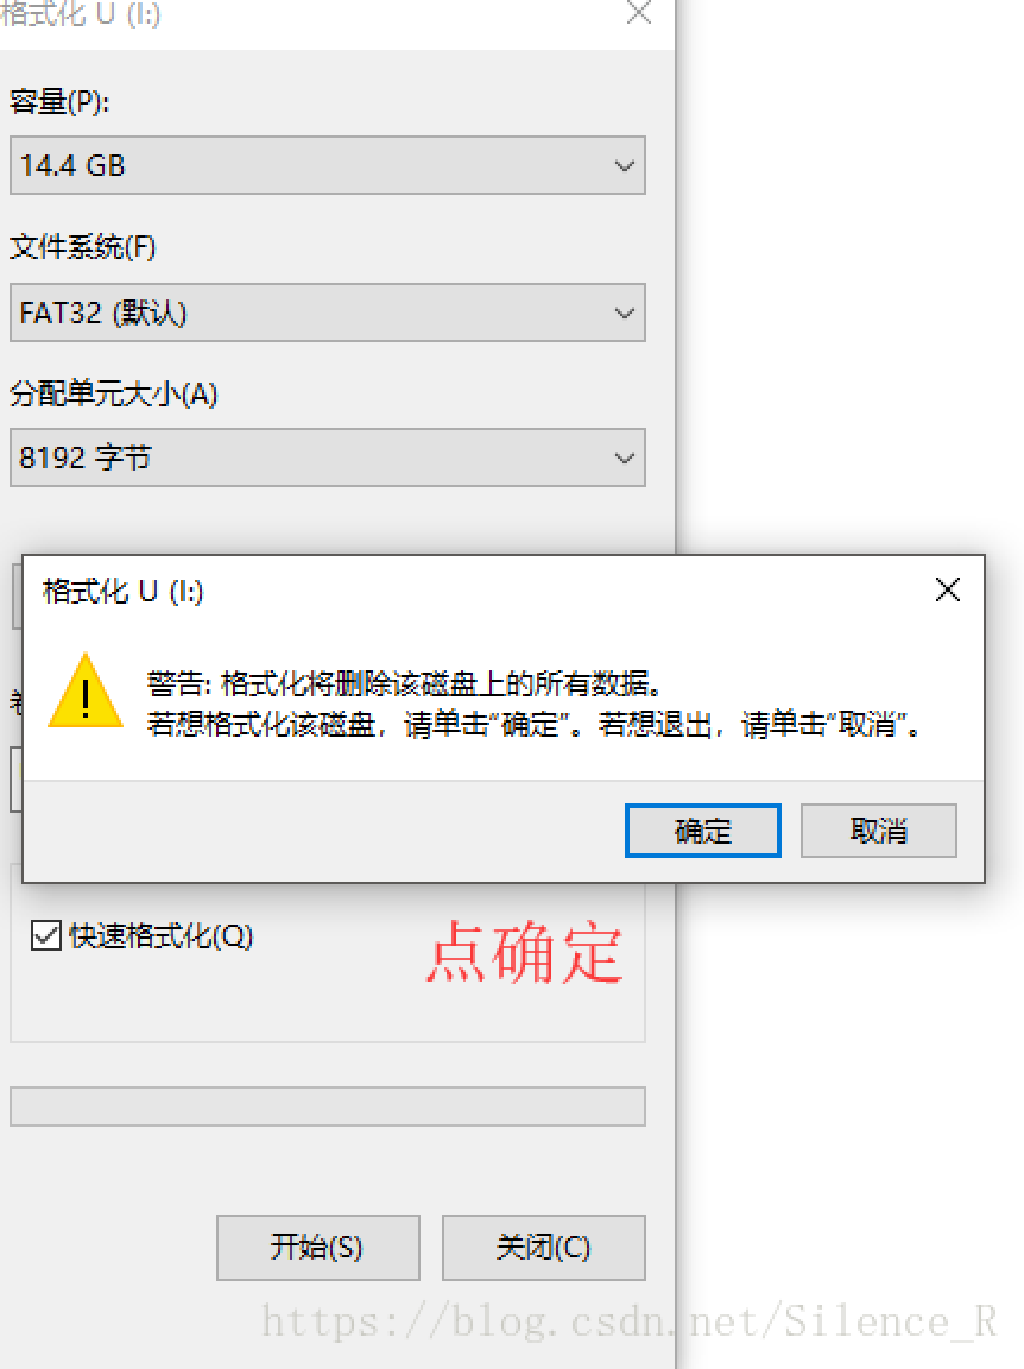 格式化 U (I:)
容量(P):
14.4 GB
文件系统(F)
FAT32 (默认)
分配单元大小(A)
8192 字节
格式化 U (I:)
警告: 格式化将删除该磁盘上的所有数据。
若想格式化该磁盘，请单击“确定”。若想退出，请单击“取消”。
确定
取消
快速格式化(Q)
点确定
开始(S)
关闭(C)
https://blog.csdn.net/Silence_R